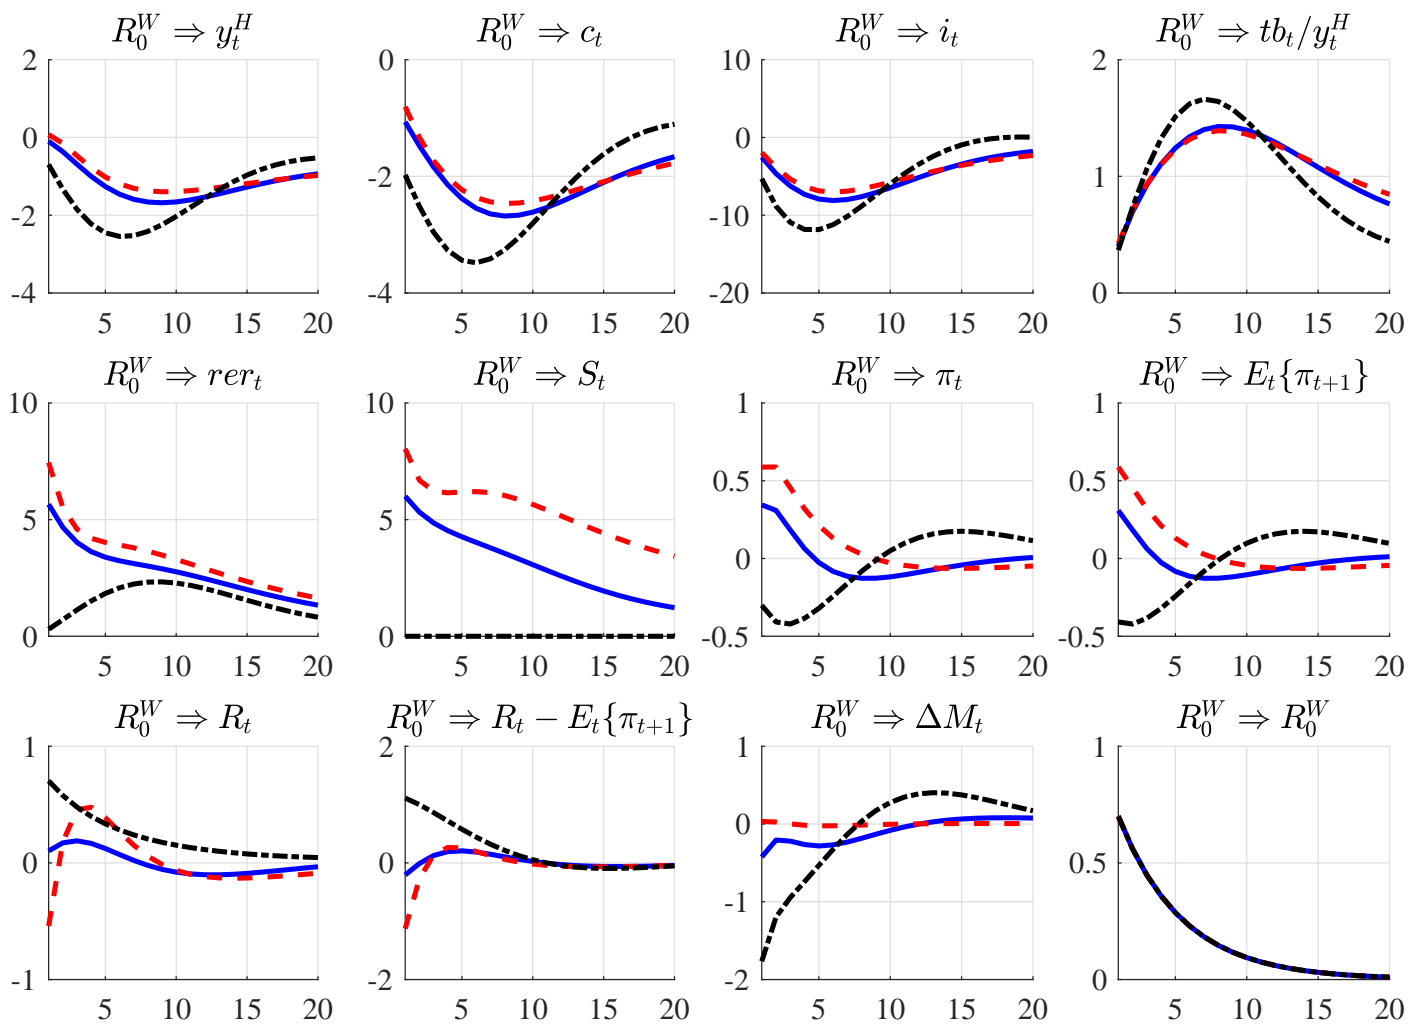 R_0^W ⇒ y_t^H
R_0^W ⇒ c_t
R_0^W ⇒ i_t
R_0^W ⇒ tb_t/y_t^H
2
0
-2
-4
5 10 15 20
0
-2
-4
5 10 15 20
10
0
-10
-20
5 10 15 20
2
1
0
5 10 15 20
R_0^W ⇒ rer_t
R_0^W ⇒ S_t
R_0^W ⇒ π_t
R_0^W ⇒ E_t{π_{t+1}}
10
5
0
5 10 15 20
10
5
0
5 10 15 20
1
0.5
0
-0.5
5 10 15 20
1
0.5
0
-0.5
5 10 15 20
R_0^W ⇒ R_t
R_0^W ⇒ R_t − E_t{π_{t+1}}
R_0^W ⇒ ΔM_t
R_0^W ⇒ R_0^W
1
0
-1
5 10 15 20
2
0
-2
5 10 15 20
1
0
-1
-2
5 10 15 20
1
0.5
0
5 10 15 20